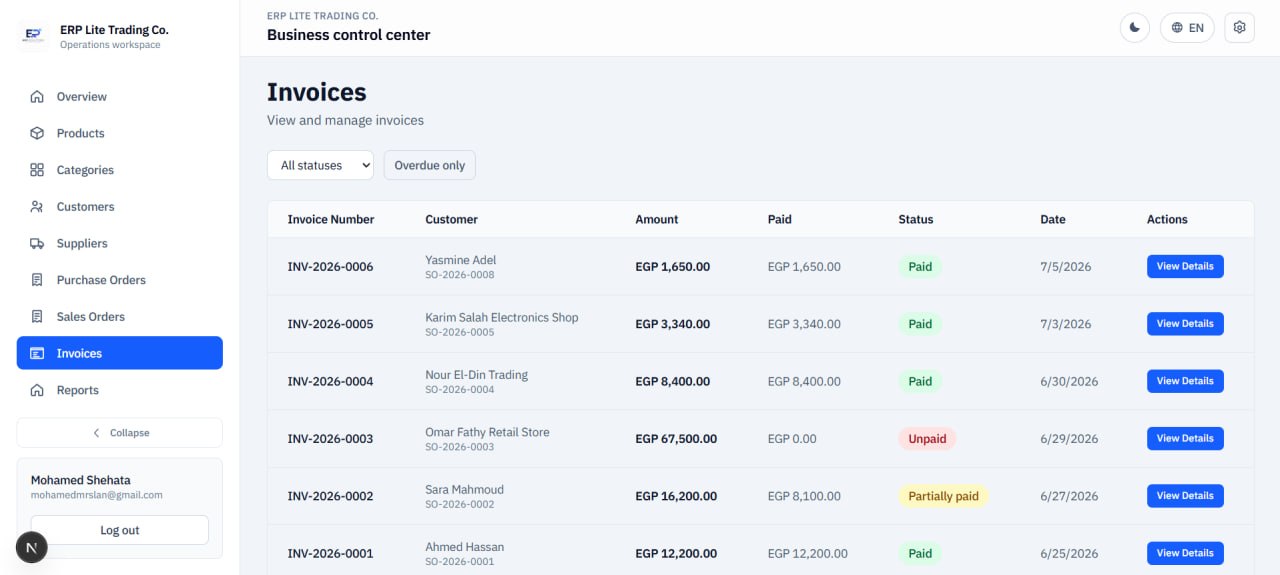 ERP Lite Trading Co.
Operations workspace
Overview
Products
Categories
Customers
Suppliers
Purchase Orders
Sales Orders
Invoices
Reports
Collapse
Mohamed Shehata
mohamedmrslan@gmail.com
Log out
N
ERP LITE TRADING CO.
Business control center
EN
Invoices
View and manage invoices
All statuses
Overdue only
Invoice Number Customer Amount Paid Status Date Actions
INV-2026-0006 Yasmine Adel EGP 1,650.00 EGP 1,650.00 Paid 7/5/2026 View Details
SO-2026-0008
INV-2026-0005 Karim Salah Electronics Shop EGP 3,340.00 EGP 3,340.00 Paid 7/3/2026 View Details
SO-2026-0005
INV-2026-0004 Nour El-Din Trading EGP 8,400.00 EGP 8,400.00 Paid 6/30/2026 View Details
SO-2026-0004
INV-2026-0003 Omar Fathy Retail Store EGP 67,500.00 EGP 0.00 Unpaid 6/29/2026 View Details
SO-2026-0003
INV-2026-0002 Sara Mahmoud EGP 16,200.00 EGP 8,100.00 Partially paid 6/27/2026 View Details
SO-2026-0002
INV-2026-0001 Ahmed Hassan EGP 12,200.00 EGP 12,200.00 Paid 6/25/2026 View Details
SO-2026-0001